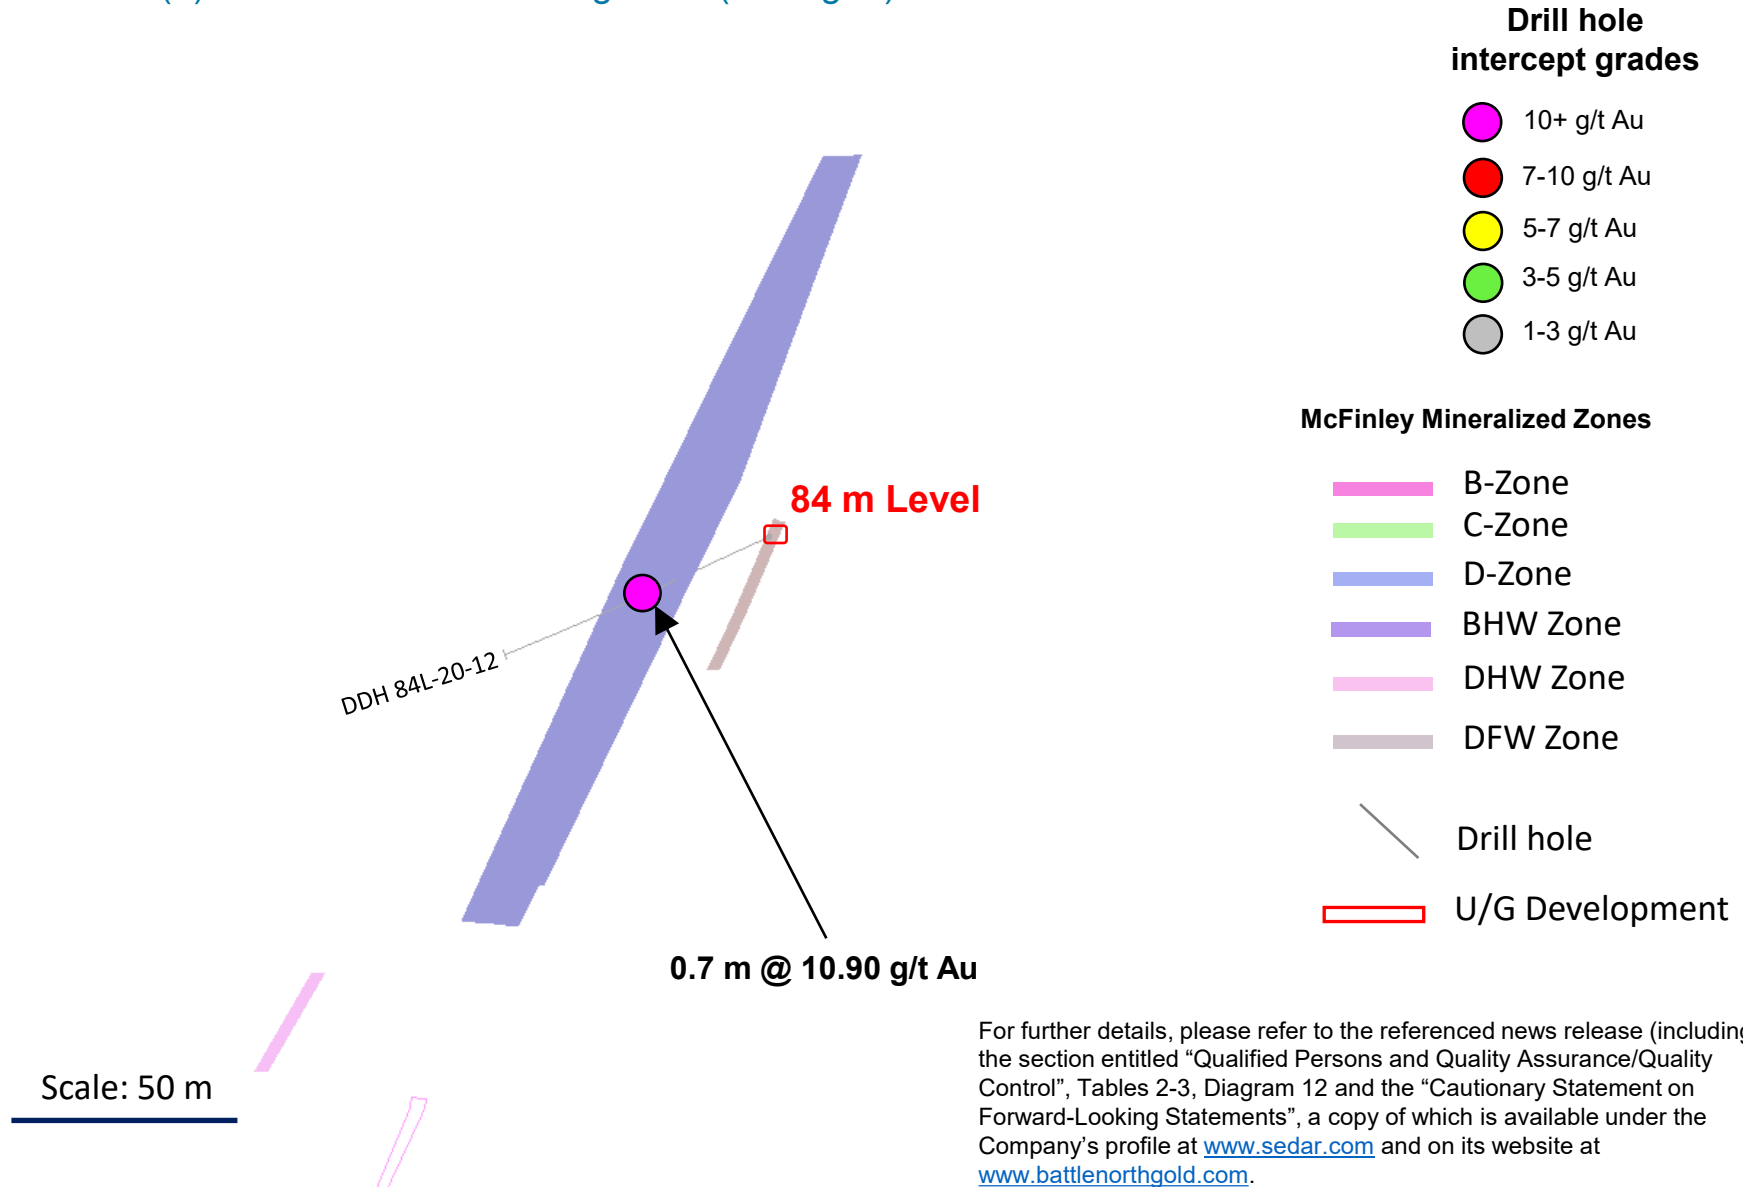 Drill hole
intercept grades
10+ g/t Au
7-10 g/t Au
5-7 g/t Au
3-5 g/t Au
1-3 g/t Au
McFinley Mineralized Zones
B-Zone
C-Zone
D-Zone
BHW Zone
DHW Zone
DFW Zone
Drill hole
U/G Development
84 m Level
DDH 84L-20-12
0.7 m @ 10.90 g/t Au
Scale: 50 m
For further details, please refer to the referenced news release (including
the section entitled “Qualified Persons and Quality Assurance/Quality
Control”, Tables 2-3, Diagram 12 and the “Cautionary Statement on
Forward-Looking Statements”, a copy of which is available under the
Company’s profile at www.sedar.com and on its website at
www.battlenorthgold.com.